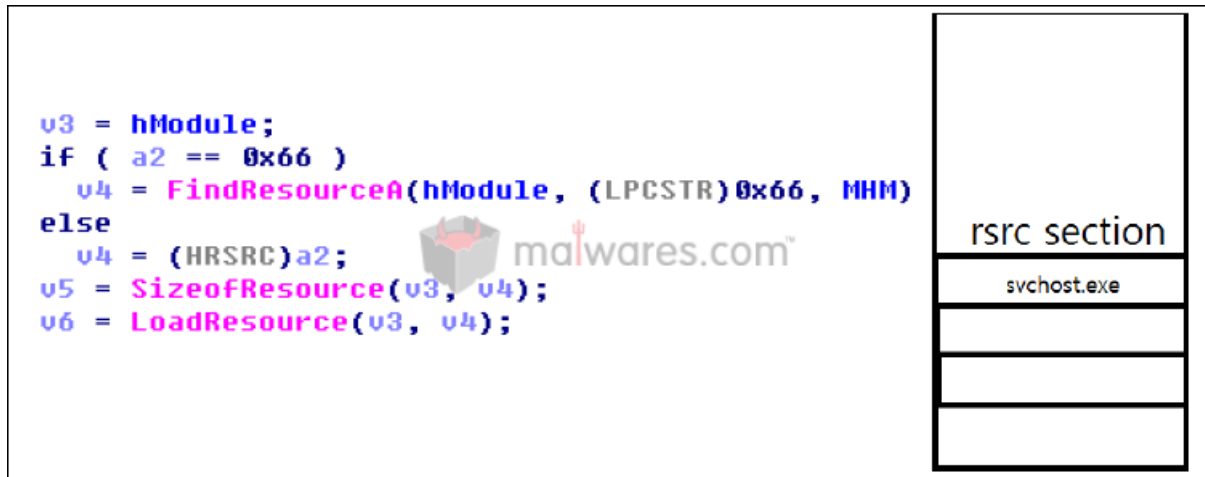 v3 = hModule;
if ( a2 == 0x66 )
v4 = FindResourceA(hModule, (LPCSTR)0x66, MHM)
else
v4 = (HRSRC)a2;
v5 = SizeofResource(v3, v4);
v6 = LoadResource(v3, v4);
malwares.com™
rsrc section
svchost.exe